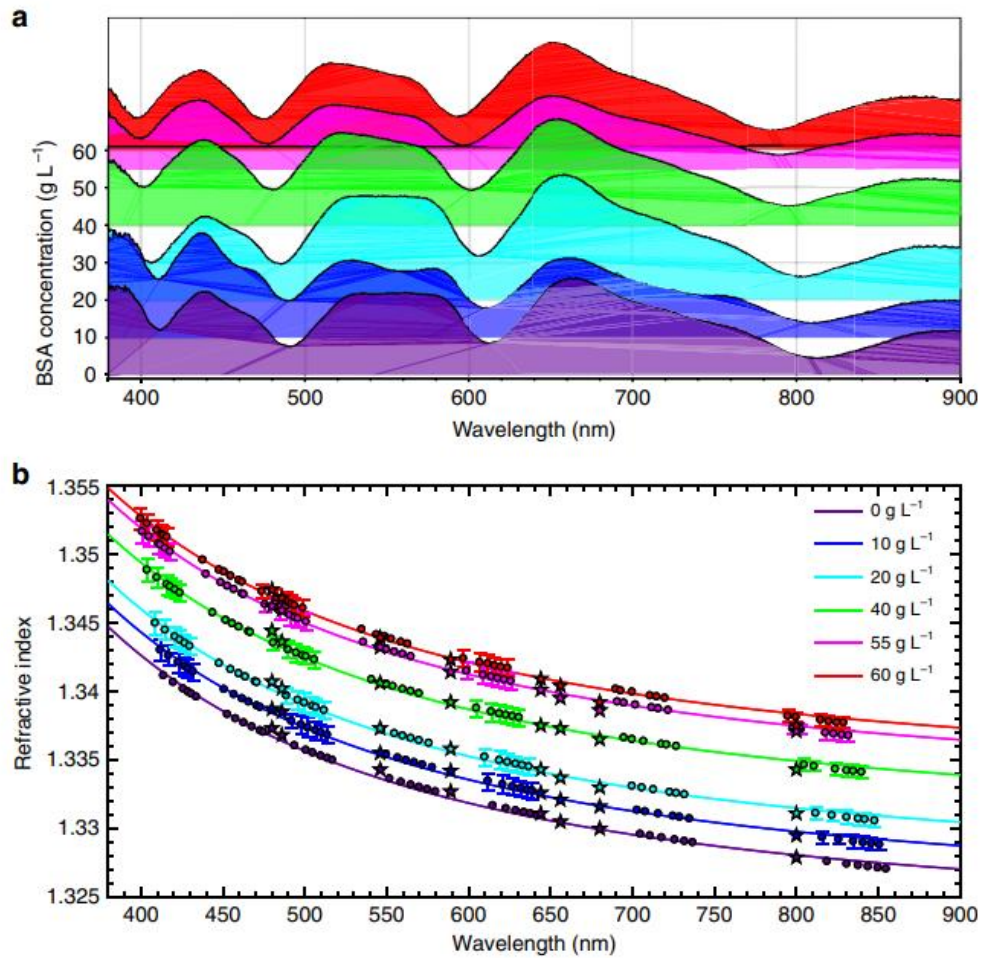 a
BSA concentration (g L⁻¹)
60
50
40
30
20
10
0
400 500 600 700 800 900
Wavelength (nm)
b
Refractive index
1.355
1.35
1.345
1.34
1.335
1.33
1.325
0 g L⁻¹
10 g L⁻¹
20 g L⁻¹
40 g L⁻¹
55 g L⁻¹
60 g L⁻¹
400 450 500 550 600 650 700 750 800 850 900
Wavelength (nm)